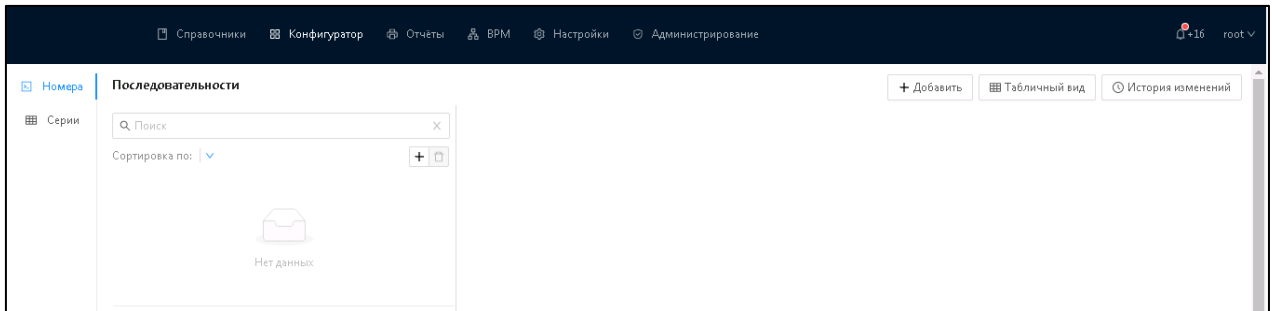 Справочники Конфигуратор Отчёты BPM Настройки Администрирование +16 root
Номера Последовательности Добавить Табличный вид История изменений
Серии Поиск
Сортировка по:
Нет данных